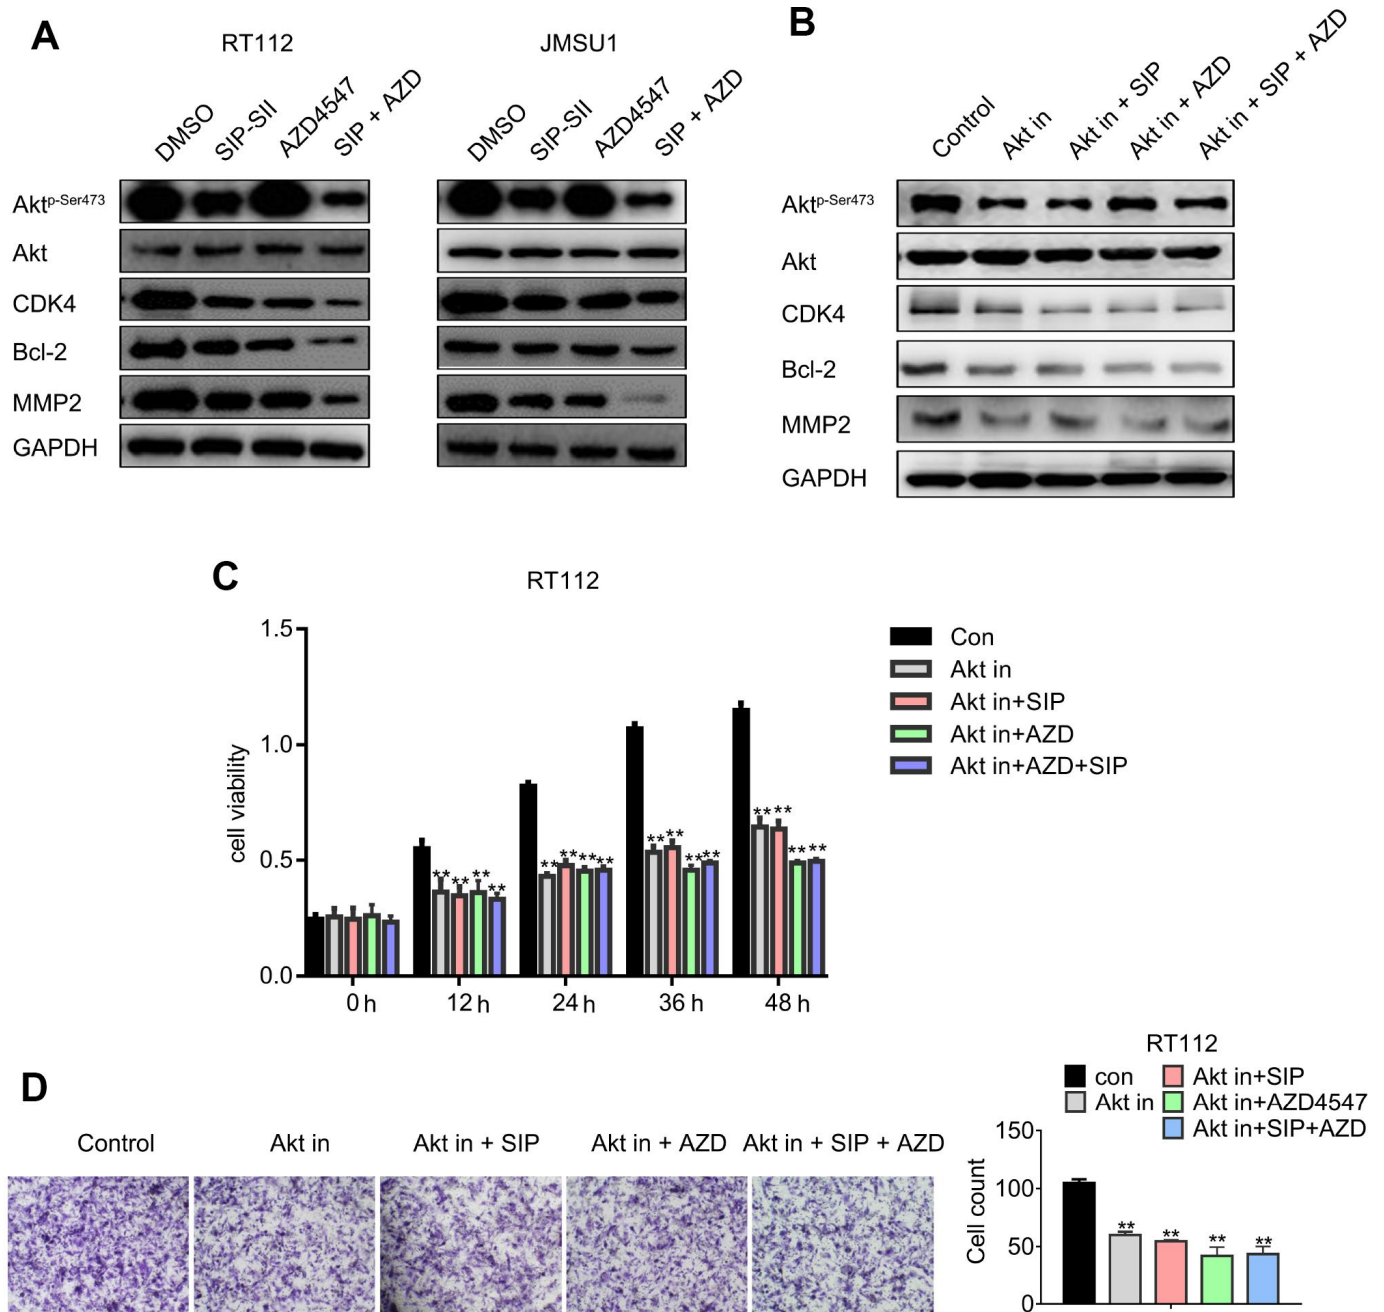 A
RT112
JMSU1
DMSO
SIP-SII
AZD4547
SIP + AZD
DMSO
SIP-SII
AZD4547
SIP + AZD
Aktp-Ser473
Akt
CDK4
Bcl-2
MMP2
GAPDH
B
Control
Akt in
Akt in + SIP
Akt in + AZD
Akt in + SIP + AZD
Aktp-Ser473
Akt
CDK4
Bcl-2
MMP2
GAPDH
C
RT112
1.5
1.0
0.5
0.0
cell viability
** ** ** **
** ** ** **
** ** ** **
** ** ** **
0 h
12 h
24 h
36 h
48 h
Con
Akt in
Akt in+SIP
Akt in+AZD
Akt in+AZD+SIP
D
Control
Akt in
Akt in + SIP
Akt in + AZD
Akt in + SIP + AZD
RT112
con
Akt in
Akt in+SIP
Akt in+AZD4547
Akt in+SIP+AZD
150
100
50
0
Cell count
** ** ** **